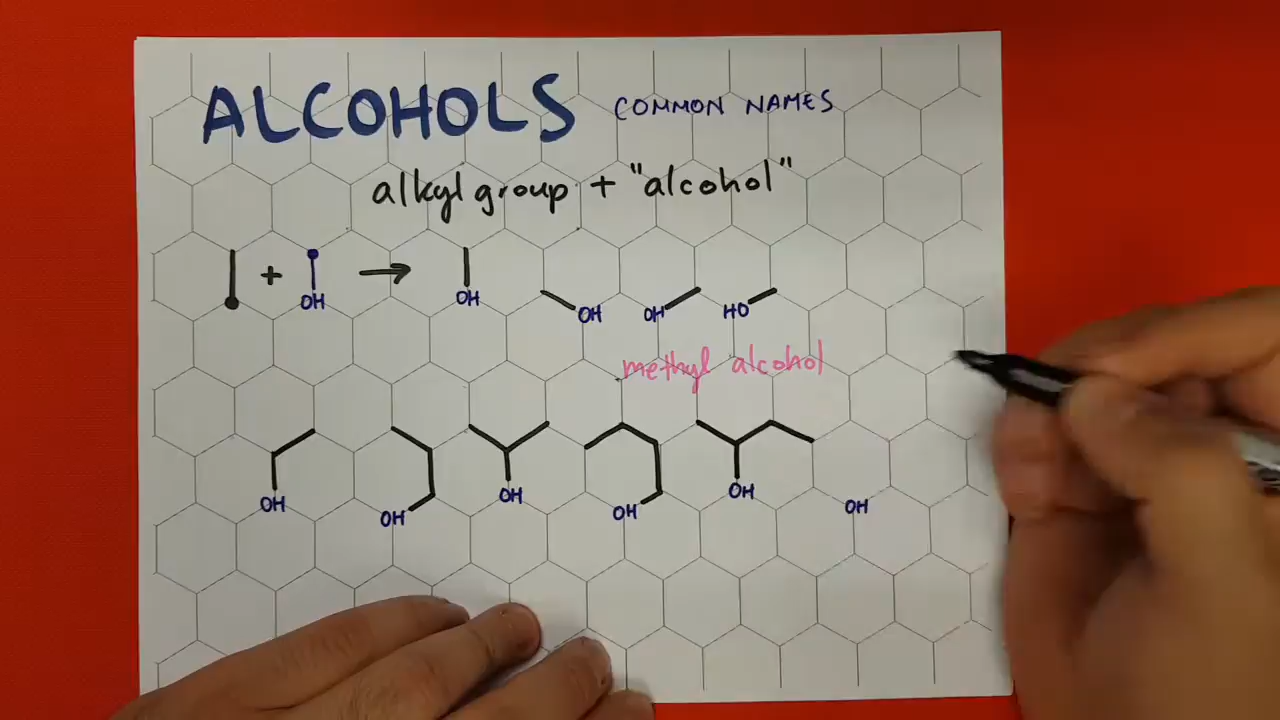 ALCOHOLS COMMON NAMES
alkyl group + "alcohol"
+ OH → OH OH OH HO
methyl alcohol
OH OH OH OH OH OH